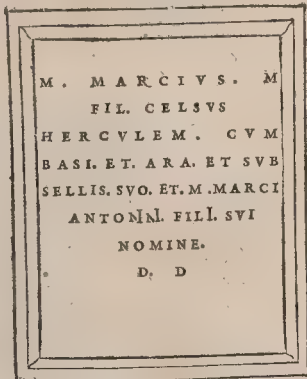 M. MARCIVS. M
FIL. CELSVS
HERCVLEM. CVM
BASI. ET. ARA. ET SVB
SELLIS. SVO. ET. M. MARCI
ANTONINI. FILI. SVI
NOMINE.
D. D